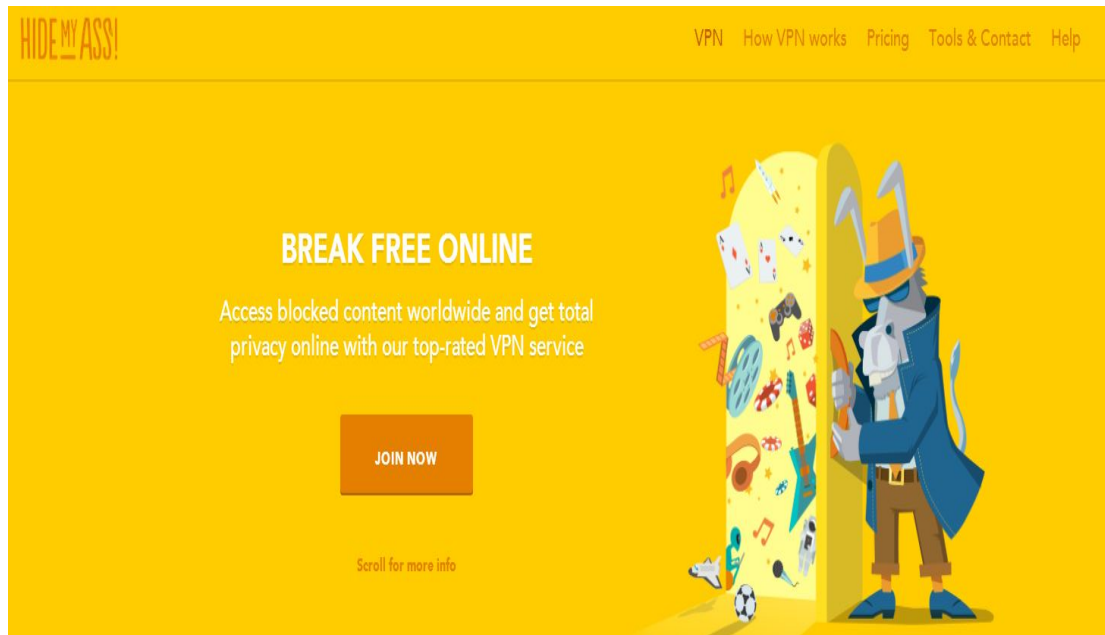 HIDE MY ASS!
VPN How VPN works Pricing Tools & Contact Help
BREAK FREE ONLINE
Access blocked content worldwide and get total
privacy online with our top-rated VPN service
JOIN NOW
Scroll for more info